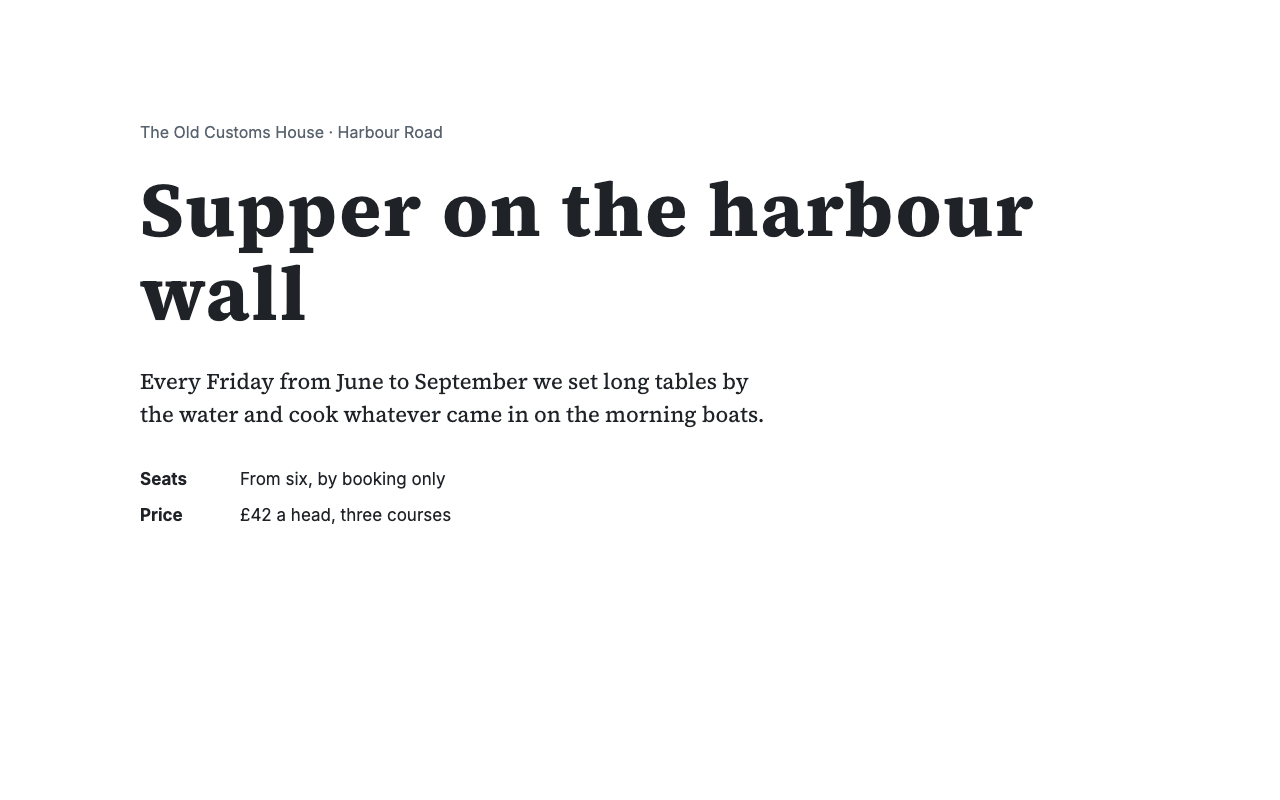 The Old Customs House · Harbour Road
Supper on the harbour
wall
Every Friday from June to September we set long tables by
the water and cook whatever came in on the morning boats.
Seats From six, by booking only
Price £42 a head, three courses